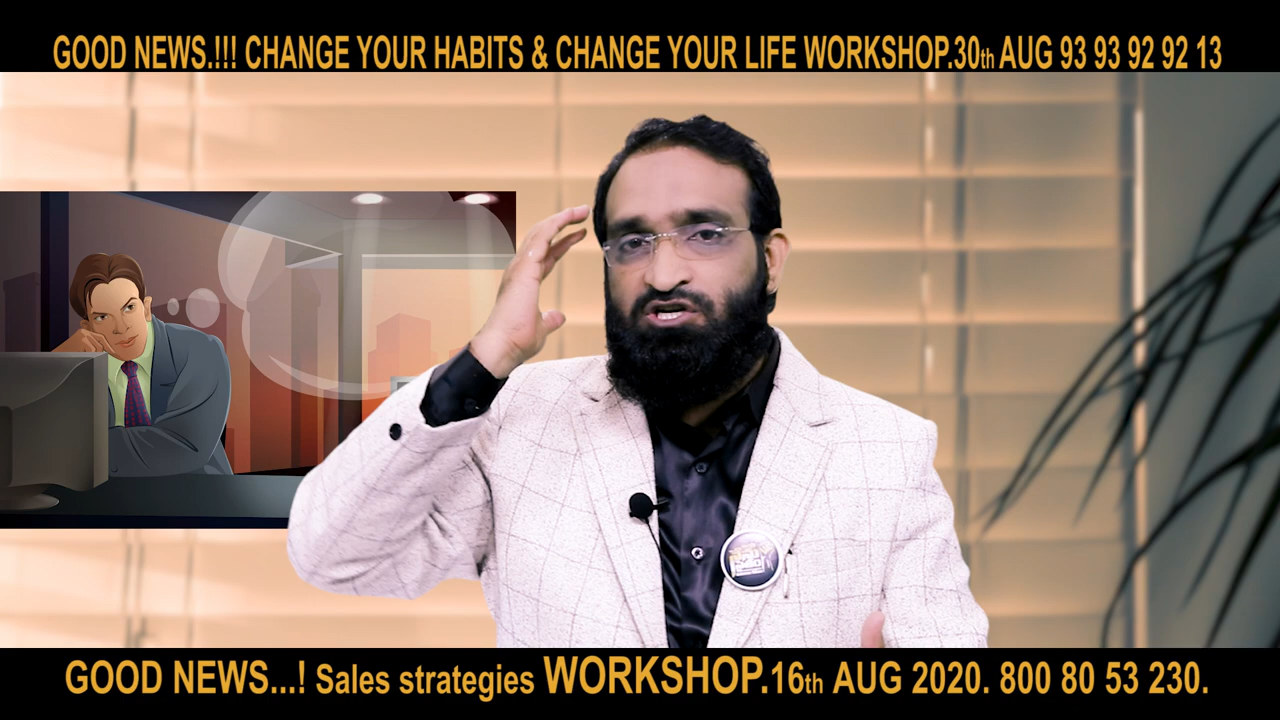 GOOD NEWS.!!! CHANGE YOUR HABITS & CHANGE YOUR LIFE WORKSHOP.30th AUG 93 93 92 92 13
GOOD NEWS...! Sales strategies WORKSHOP.16th AUG 2020. 800 80 53 230.